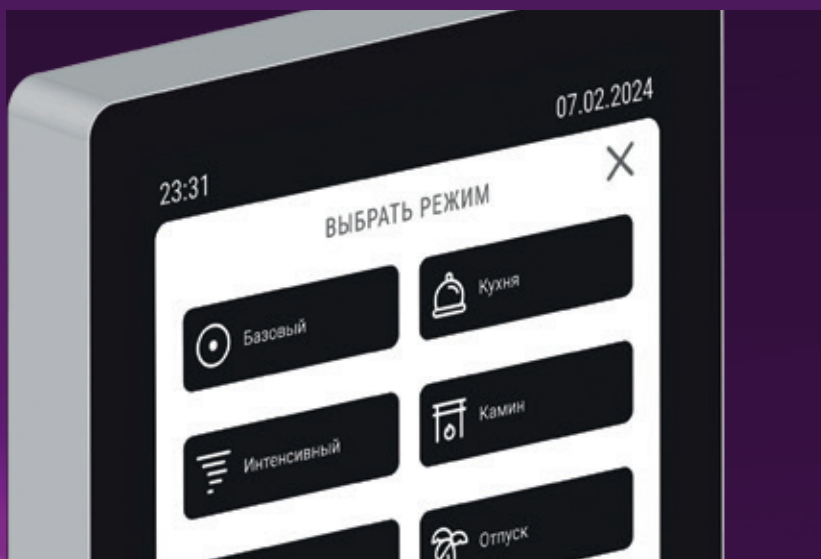 23:31
07.02.2024
ВЫБРАТЬ РЕЖИМ
Базовый
Кухня
Интенсивный
Камин
Отпуск